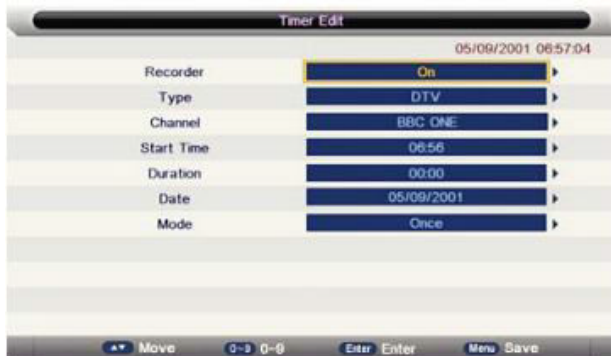 Timer Edit
05/09/2001 06:57:04
Recorder On
Type DTV
Channel BBC ONE
Start Time 06:56
Duration 00:00
Date 05/09/2001
Mode Once
Move 0~9 0-9 Enter Enter Menu Save